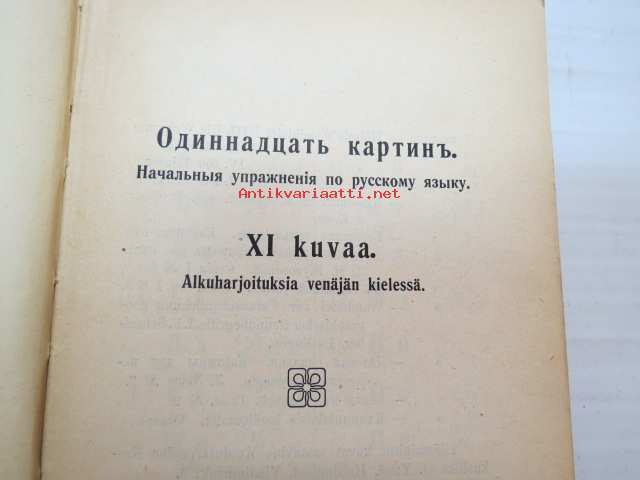 Одиннадцать картинъ.
Начальныя упражненія по русскому языку.
Antikvariaatti.net
XI kuvaa.
Alkuharjoituksia venäjän kielessä.